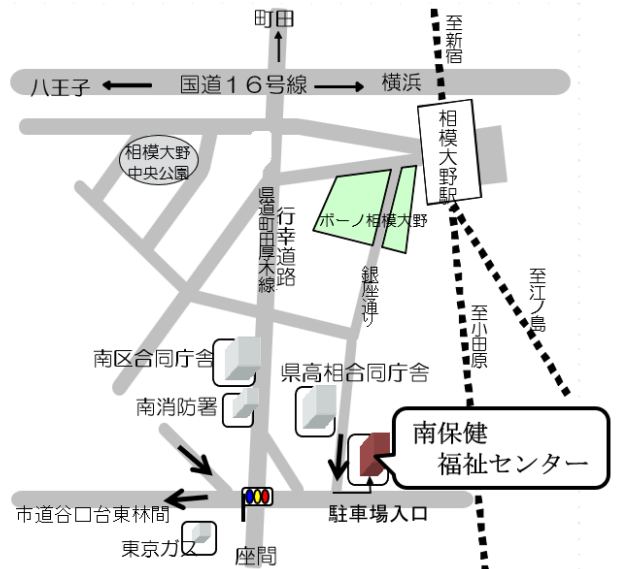 町田
至新宿
八王子
国道１６号線
横浜
相模大野駅
相模大野
中央公園
県道町田厚木線
行幸道路
ボーノ相模大野
銀座通り
至江ノ島
至小田原
南区合同庁舎
県高相合同庁舎
南消防署
南保健
福祉センター
市道谷口台東林間
駐車場入口
東京ガス
座間